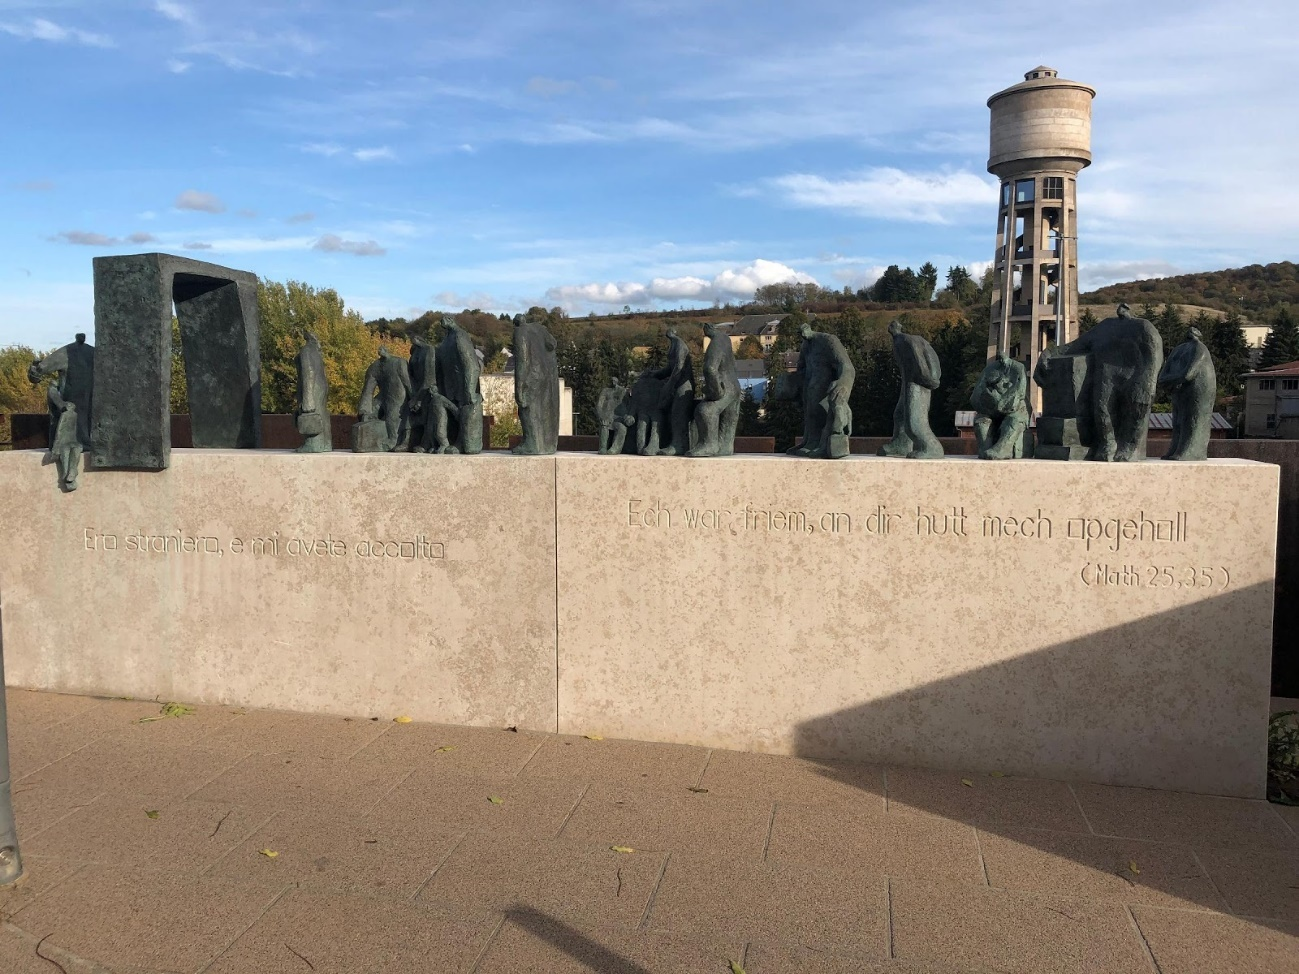 Ero straniero, e mi avete accolto
Ech war friem, an dir hutt mech opgeholl
(Math 25,35)